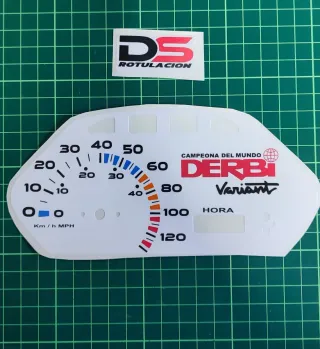 DS
ROTULACION
CAMPEONA DEL MUNDO
DERBi
Variant
HORA
0 10 20 30 40 50 60 80 100 120
0 10 20 30 40
Km / h MPH